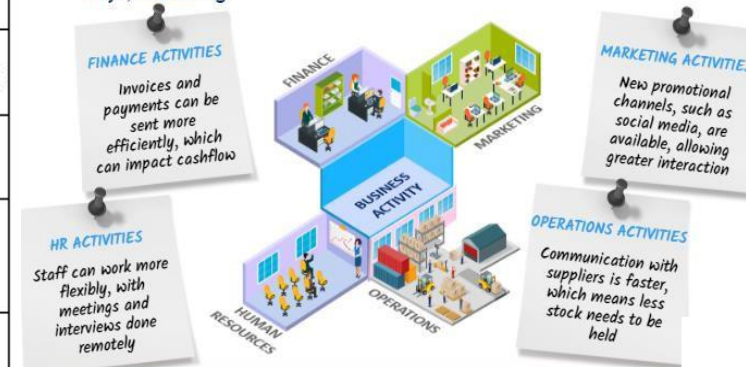 FINANCE ACTIVITIES
Invoices and
payments can be
sent more
efficiently, which
can impact cashflow
FINANCE
MARKETING
BUSINESS
ACTIVITY
HUMAN
RESOURCES
OPERATIONS
MARKETING ACTIVITIE
New promotional
channels, such as
social media, are
available, allowing
greater interaction
HR ACTIVITIES
Staff can work more
flexibly, with
meetings and
interviews done
remotely
OPERATIONS ACTIVITIES
Communication with
suppliers is faster,
which means less
stock needs to be
held